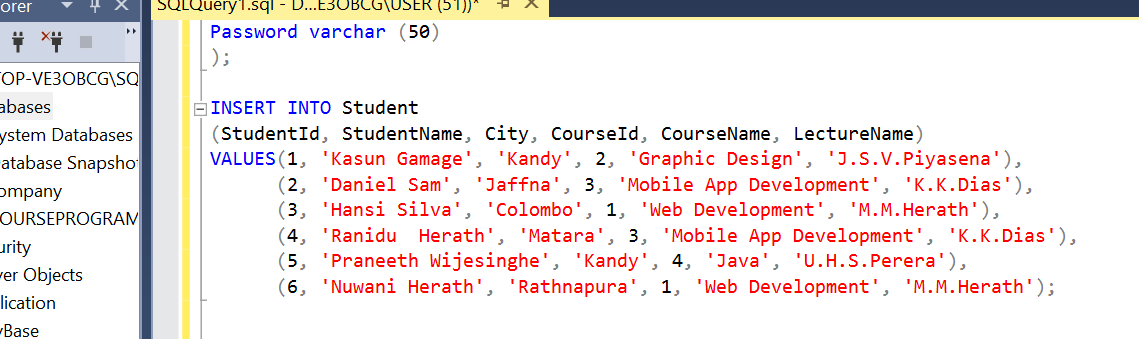 orer
SQLQuery1.sql - D...E3OBCG\USER (51))*
Password varchar (50)
);
TOP-VE3OBCG\SQ
abases
ystem Databases
Database Snapshot
ompany
OURSEPROGRAM
urity
er Objects
lication
yBase
INSERT INTO Student
(StudentId, StudentName, City, CourseId, CourseName, LectureName)
VALUES(1, 'Kasun Gamage', 'Kandy', 2, 'Graphic Design', 'J.S.V.Piyasena'),
(2, 'Daniel Sam', 'Jaffna', 3, 'Mobile App Development', 'K.K.Dias'),
(3, 'Hansi Silva', 'Colombo', 1, 'Web Development', 'M.M.Herath'),
(4, 'Ranidu  Herath', 'Matara', 3, 'Mobile App Development', 'K.K.Dias'),
(5, 'Praneeth Wijesinghe', 'Kandy', 4, 'Java', 'U.H.S.Perera'),
(6, 'Nuwani Herath', 'Rathnapura', 1, 'Web Development', 'M.M.Herath');